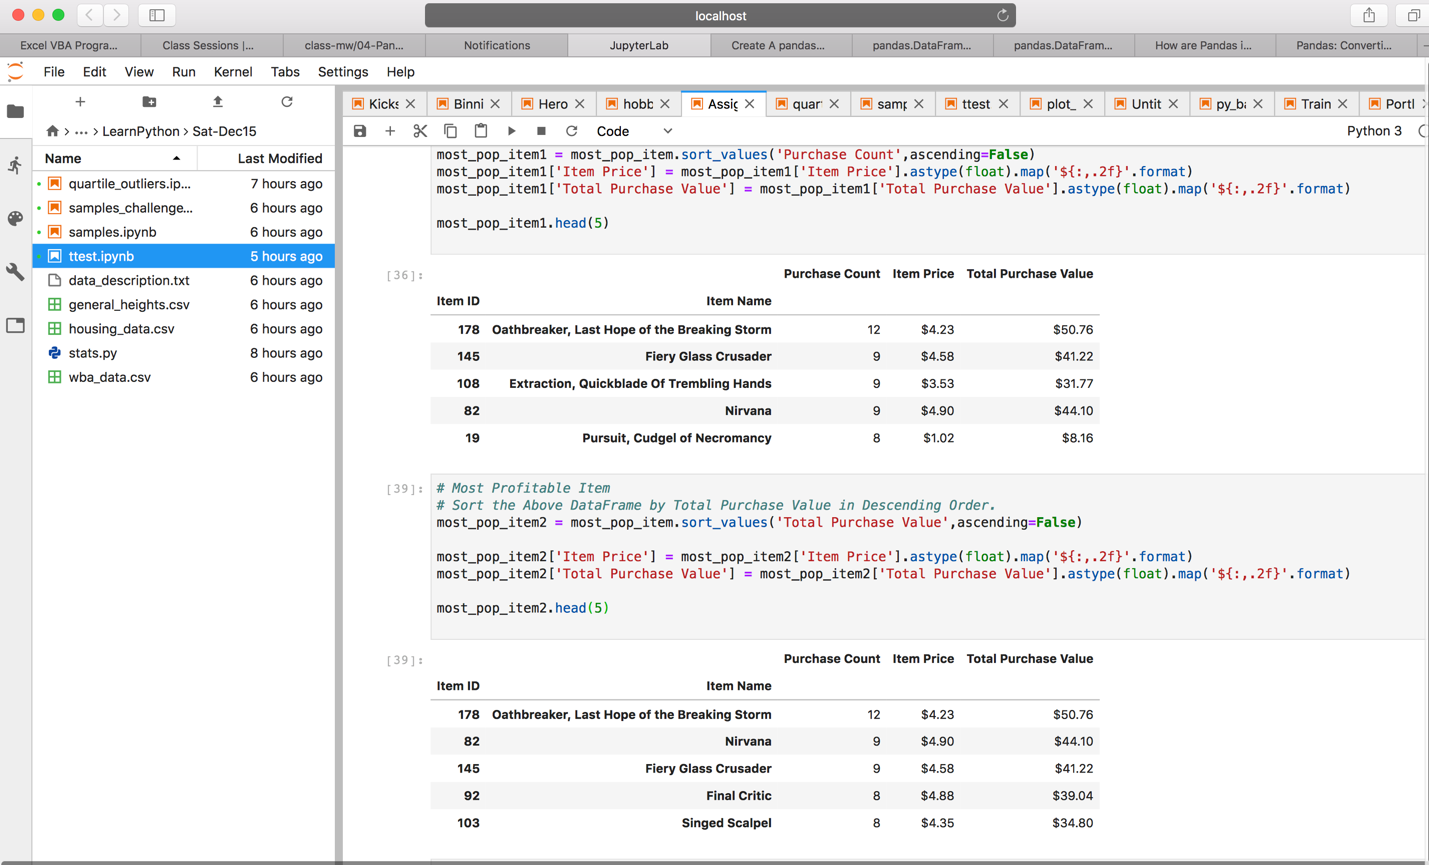 localhost
Excel VBA Progra... Class Sessions |... class-mw/04-Pan... Notifications JupyterLab Create A pandas... pandas.DataFram... pandas.DataFram... How are Pandas i... Pandas: Converti...
File Edit View Run Kernel Tabs Settings Help
Kicks Binni Hero hobb Assig quar samp ttest plot_ Untit py_ba Train Portl
Code Python 3
… > LearnPython > Sat-Dec15
Name Last Modified
quartile_outliers.ip... 7 hours ago
samples_challenge... 6 hours ago
samples.ipynb 6 hours ago
ttest.ipynb 5 hours ago
data_description.txt 6 hours ago
general_heights.csv 6 hours ago
housing_data.csv 6 hours ago
stats.py 8 hours ago
wba_data.csv 6 hours ago
most_pop_item1 = most_pop_item.sort_values('Purchase Count',ascending=False)
most_pop_item1['Item Price'] = most_pop_item1['Item Price'].astype(float).map('${:,.2f}'.format)
most_pop_item1['Total Purchase Value'] = most_pop_item1['Total Purchase Value'].astype(float).map('${:,.2f}'.format)
most_pop_item1.head(5)
[36]:
Purchase Count Item Price Total Purchase Value
Item ID Item Name
178 Oathbreaker, Last Hope of the Breaking Storm 12 $4.23 $50.76
145 Fiery Glass Crusader 9 $4.58 $41.22
108 Extraction, Quickblade Of Trembling Hands 9 $3.53 $31.77
82 Nirvana 9 $4.90 $44.10
19 Pursuit, Cudgel of Necromancy 8 $1.02 $8.16
[39]: # Most Profitable Item
# Sort the Above DataFrame by Total Purchase Value in Descending Order.
most_pop_item2 = most_pop_item.sort_values('Total Purchase Value',ascending=False)
most_pop_item2['Item Price'] = most_pop_item2['Item Price'].astype(float).map('${:,.2f}'.format)
most_pop_item2['Total Purchase Value'] = most_pop_item2['Total Purchase Value'].astype(float).map('${:,.2f}'.format)
most_pop_item2.head(5)
[39]:
Purchase Count Item Price Total Purchase Value
Item ID Item Name
178 Oathbreaker, Last Hope of the Breaking Storm 12 $4.23 $50.76
82 Nirvana 9 $4.90 $44.10
145 Fiery Glass Crusader 9 $4.58 $41.22
92 Final Critic 8 $4.88 $39.04
103 Singed Scalpel 8 $4.35 $34.80